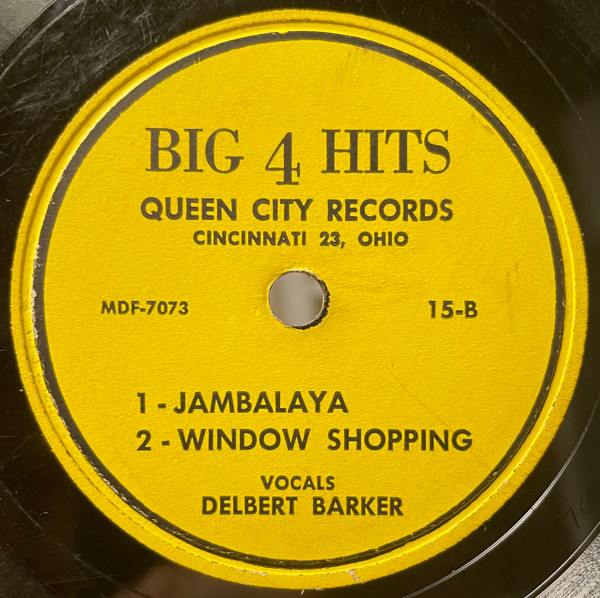 BIG 4 HITS
QUEEN CITY RECORDS
CINCINNATI 23, OHIO
MDF-7073 15-B
1 - JAMBALAYA
2 - WINDOW SHOPPING
VOCALS
DELBERT BARKER